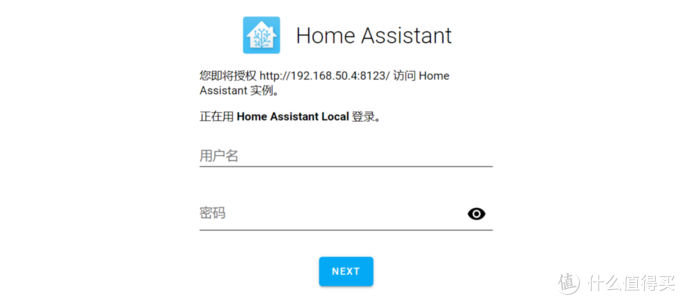 Home Assistant
您即将授权 http://192.168.50.4:8123/ 访问 Home
Assistant 实例。
正在用 Home Assistant Local 登录。
用户名
密码
NEXT
值 什么值得买